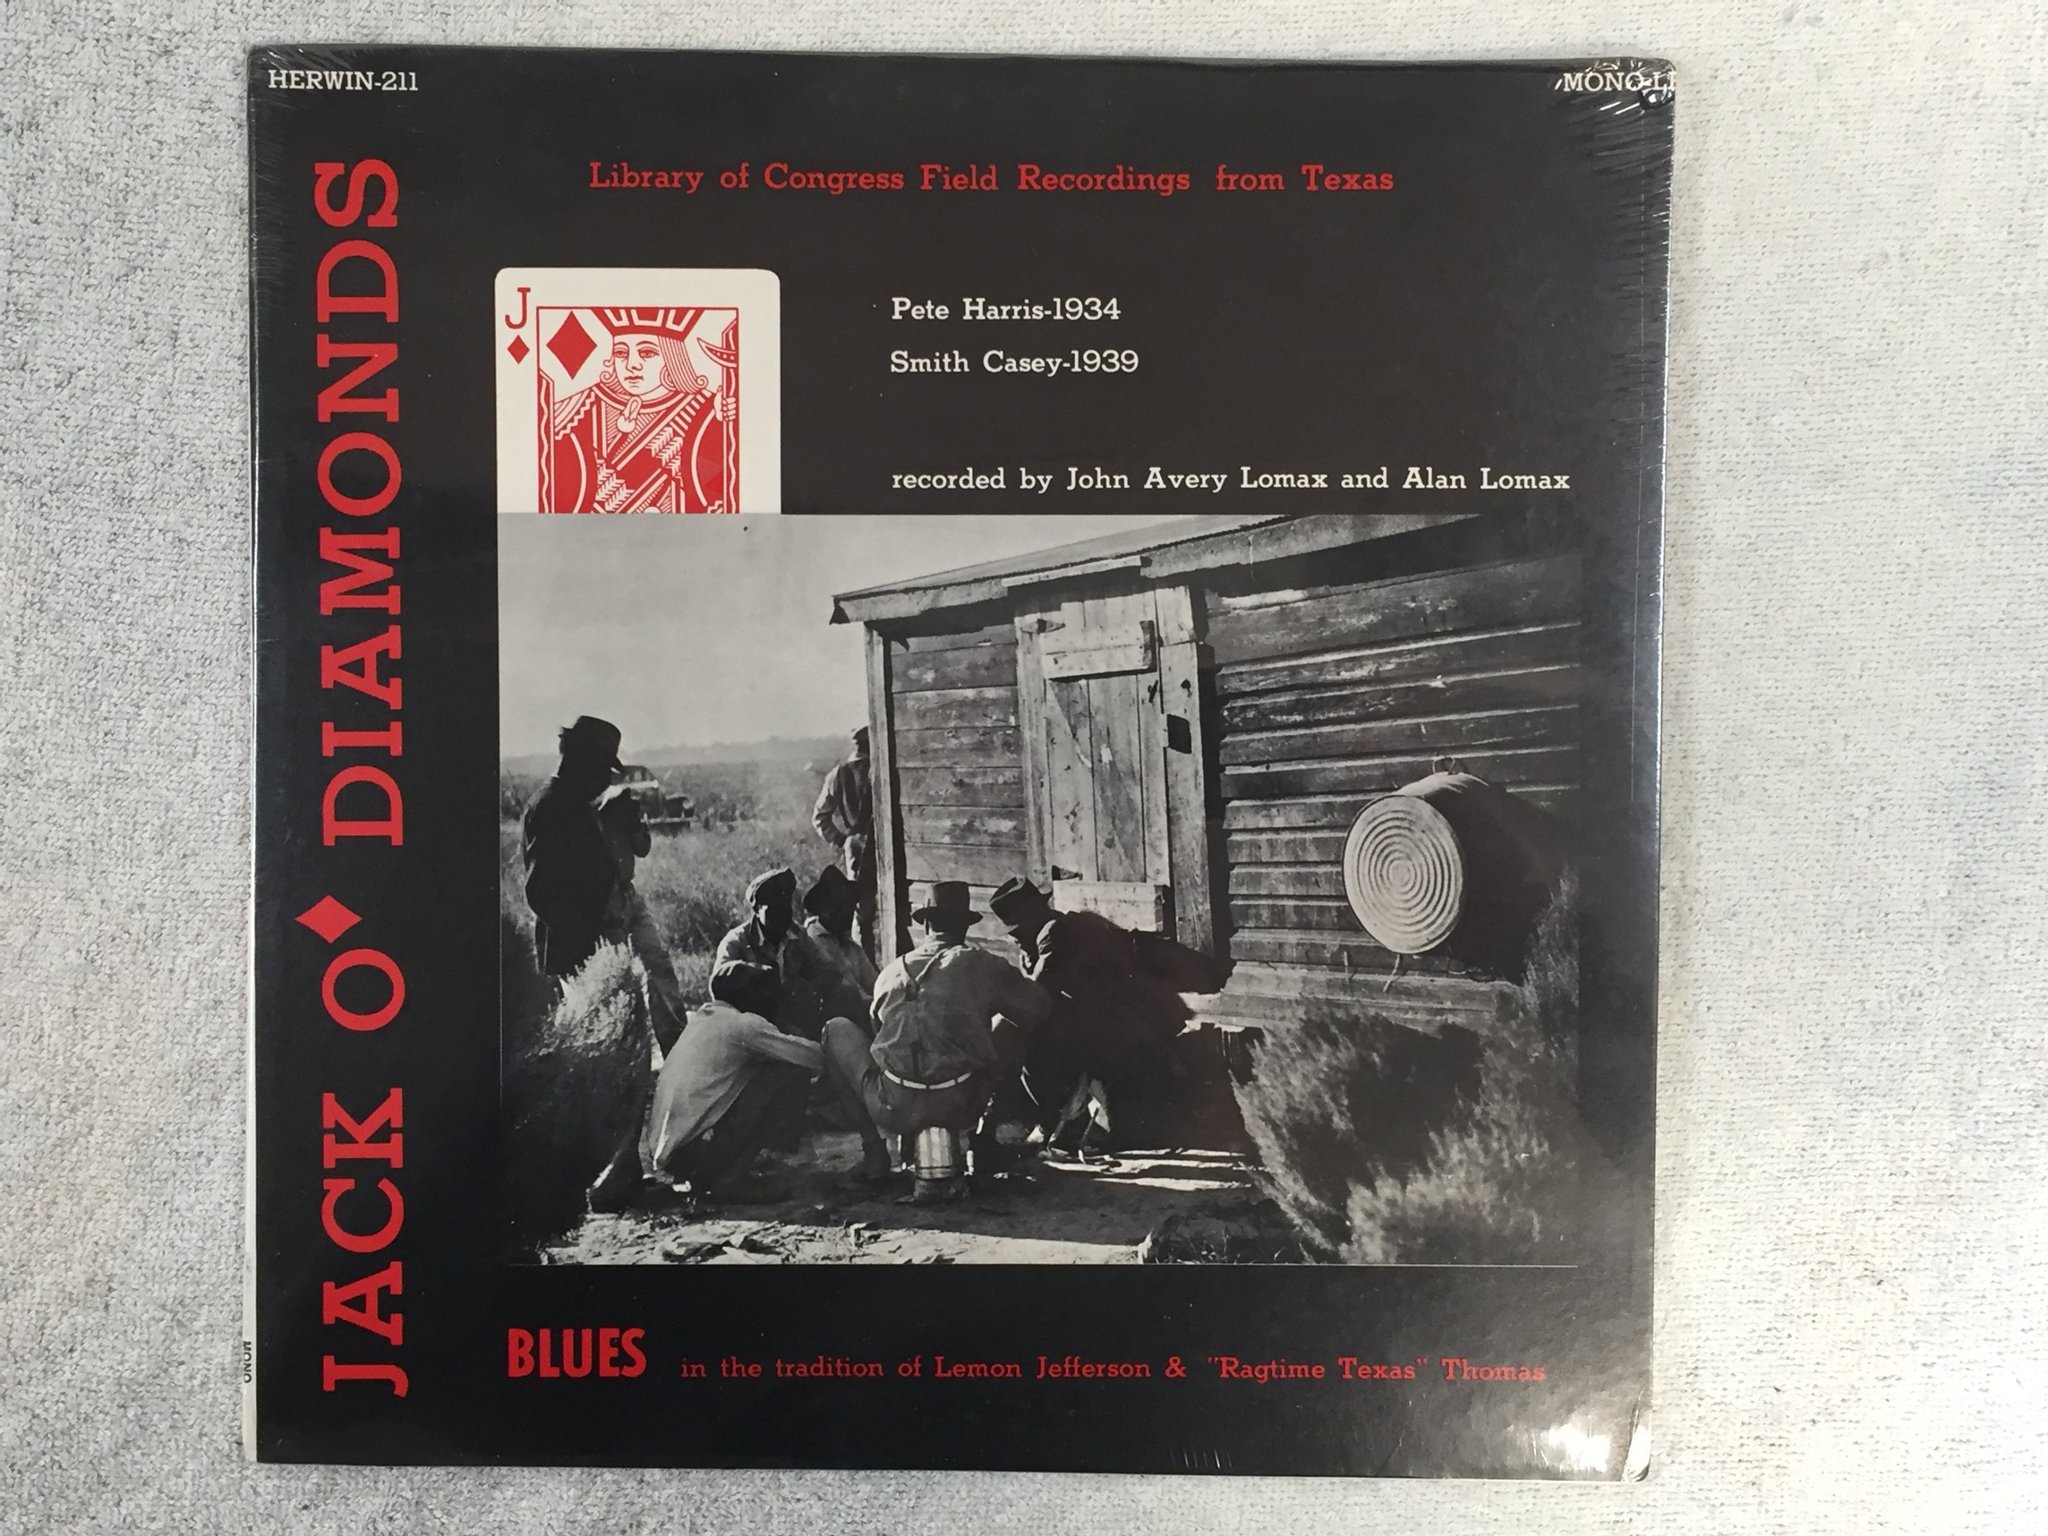 HERWIN-211
MONO-L
Library of Congress Field Recordings from Texas
J
Pete Harris-1934
Smith Casey-1939
recorded by John Avery Lomax and Alan Lomax
JACK O♦ DIAMONDS
BLUES in the tradition of Lemon Jefferson & "Ragtime Texas" Thomas
MONO